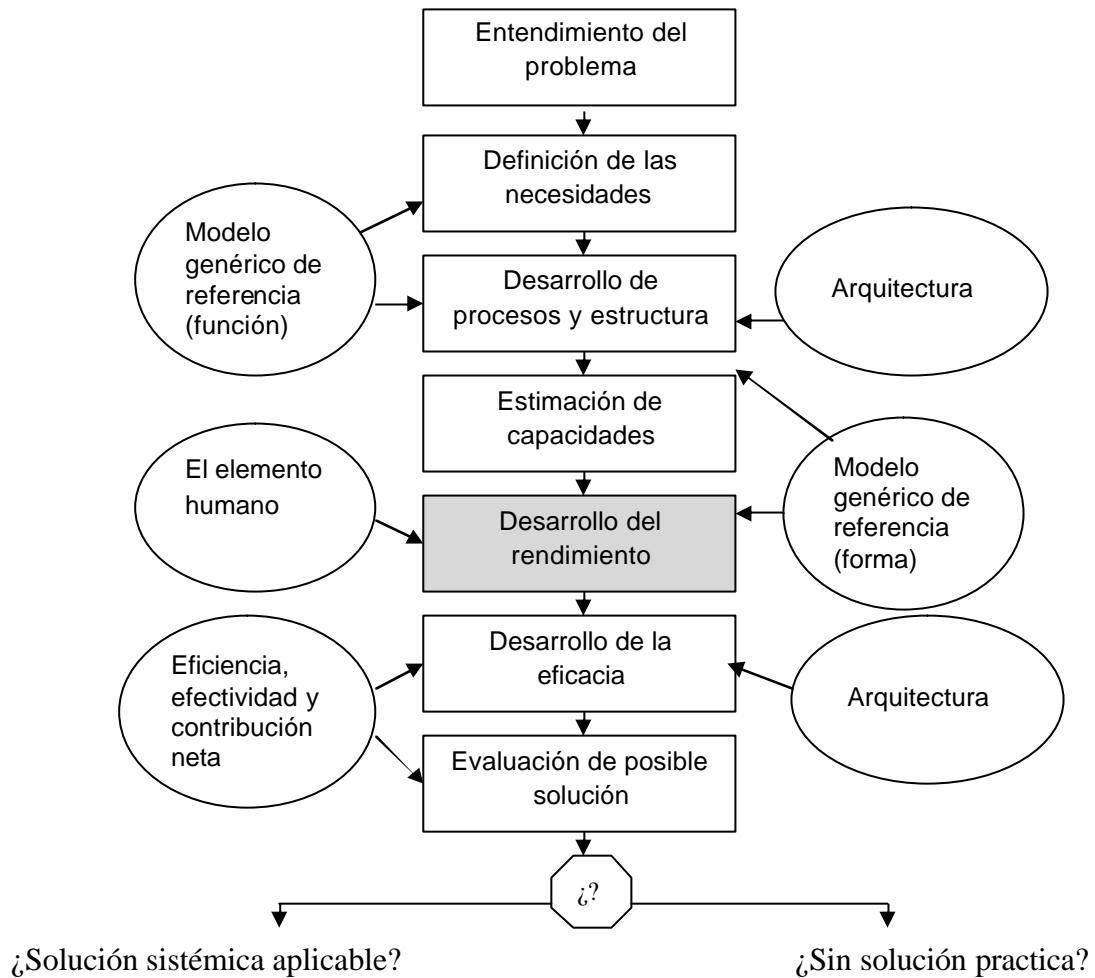 Entendimiento del
problema
Definición de las
necesidades
Modelo
genérico de
referencia
(función)
Desarrollo de
procesos y estructura
Arquitectura
Estimación de
capacidades
El elemento
humano
Modelo
genérico de
referencia
(forma)
Desarrollo del
rendimiento
Desarrollo de la
eficacia
Eficiencia,
efectividad y
contribución
neta
Arquitectura
Evaluación de posible
solución
¿?
¿Solución sistémica aplicable?
¿Sin solución practica?